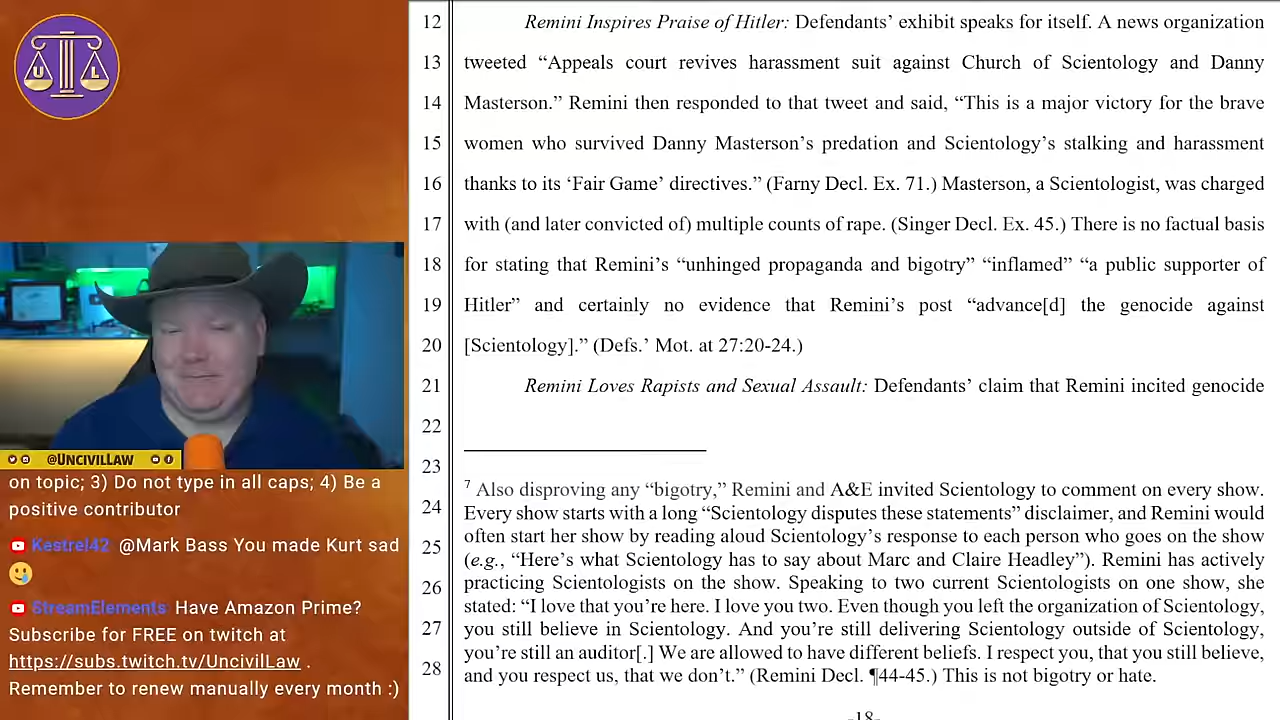 U L
@UNCIVILLAW
on topic; 3) Do not type in all caps; 4) Be a
positive contributor
Kestrel42 @Mark Bass You made Kurt sad
StreamElements Have Amazon Prime?
Subscribe for FREE on twitch at
https://subs.twitch.tv/UncivilLaw .
Remember to renew manually every month :)
12 Remini Inspires Praise of Hitler: Defendants’ exhibit speaks for itself. A news organization
13 tweeted “Appeals court revives harassment suit against Church of Scientology and Danny
14 Masterson.” Remini then responded to that tweet and said, “This is a major victory for the brave
15 women who survived Danny Masterson’s predation and Scientology’s stalking and harassment
16 thanks to its ‘Fair Game’ directives.” (Farny Decl. Ex. 71.) Masterson, a Scientologist, was charged
17 with (and later convicted of) multiple counts of rape. (Singer Decl. Ex. 45.) There is no factual basis
18 for stating that Remini’s “unhinged propaganda and bigotry” “inflamed” “a public supporter of
19 Hitler” and certainly no evidence that Remini’s post “advance[d] the genocide against
20 [Scientology].” (Defs.’ Mot. at 27:20-24.)
21 Remini Loves Rapists and Sexual Assault: Defendants’ claim that Remini incited genocide
22
23
7 Also disproving any “bigotry,” Remini and A&E invited Scientology to comment on every show.
24 Every show starts with a long “Scientology disputes these statements” disclaimer, and Remini would
often start her show by reading aloud Scientology’s response to each person who goes on the show
25 (e.g., “Here’s what Scientology has to say about Marc and Claire Headley”). Remini has actively
26 practicing Scientologists on the show. Speaking to two current Scientologists on one show, she
stated: “I love that you’re here. I love you two. Even though you left the organization of Scientology,
27 you still believe in Scientology. And you’re still delivering Scientology outside of Scientology,
you’re still an auditor[.] We are allowed to have different beliefs. I respect you, that you still believe,
28 and you respect us, that we don’t.” (Remini Decl. ¶44-45.) This is not bigotry or hate.
-18-